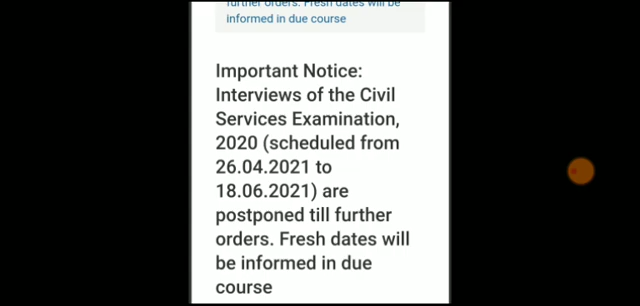 further orders. Fresh dates will be
informed in due course
Important Notice:
Interviews of the Civil
Services Examination,
2020 (scheduled from
26.04.2021 to
18.06.2021) are
postponed till further
orders. Fresh dates will
be informed in due
course